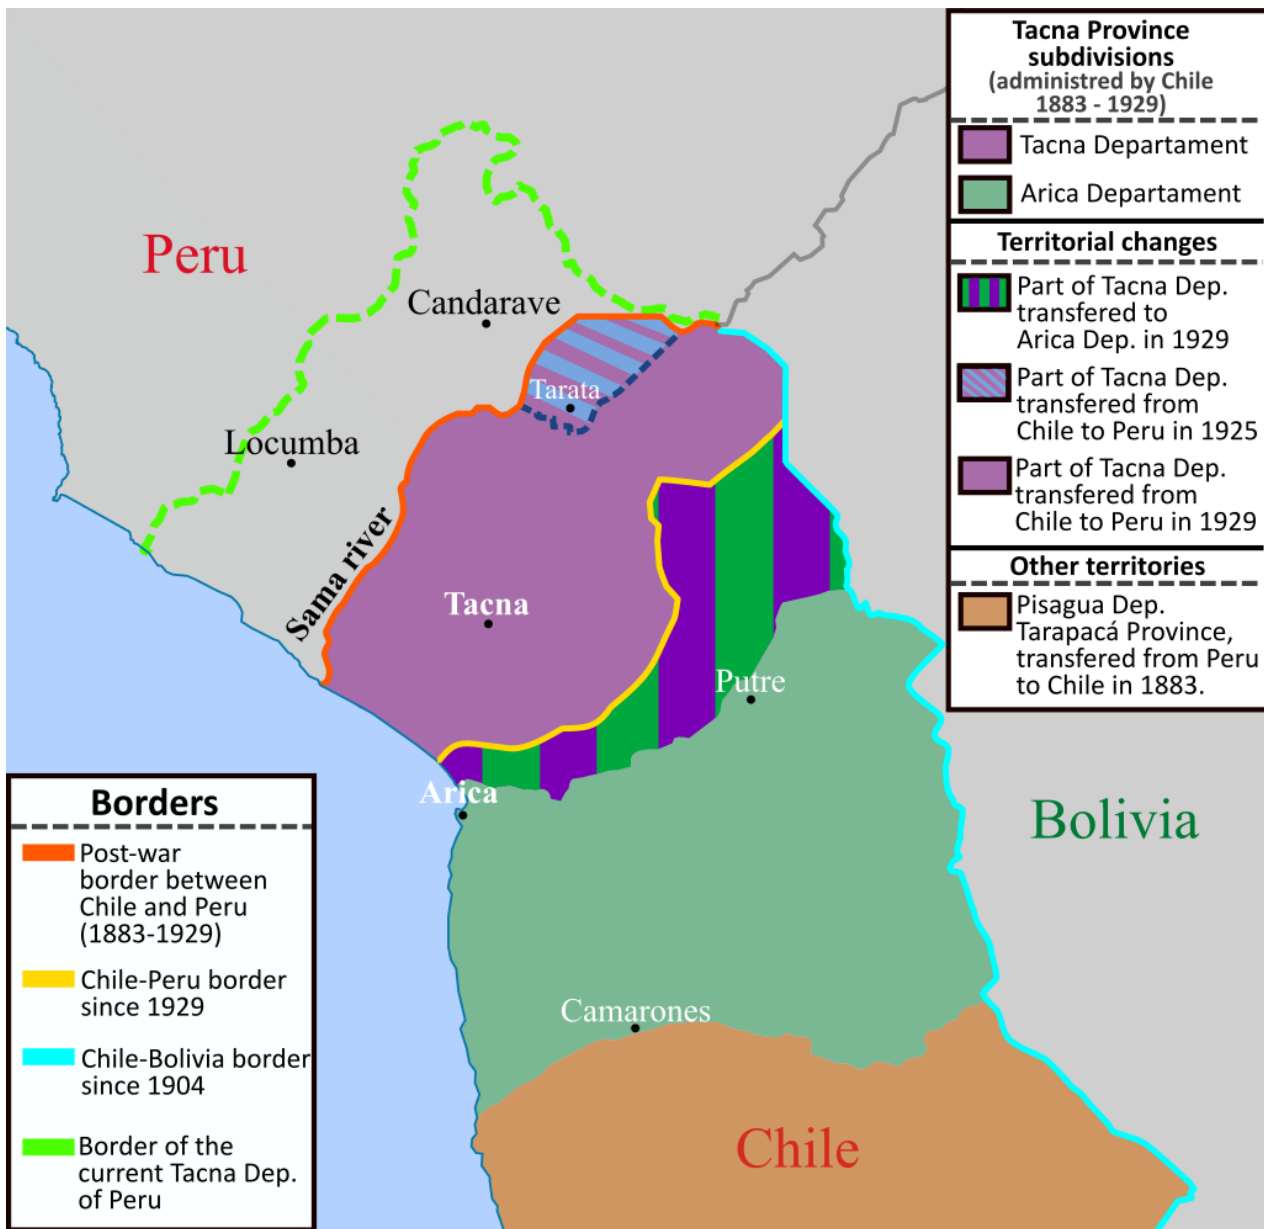 Tacna Province
subdivisions
(administred by Chile
1883 - 1929)
Tacna Departament
Arica Departament
Territorial changes
Part of Tacna Dep.
transfered to
Arica Dep. in 1929
Part of Tacna Dep.
transfered from
Chile to Peru in 1925
Part of Tacna Dep.
transfered from
Chile to Peru in 1929
Other territories
Pisagua Dep.
Tarapacá Province,
transfered from Peru
to Chile in 1883.
Peru
Candarave
Tarata
Locumba
Sama river
Tacna
Putre
Arica
Bolivia
Camarones
Chile
Borders
Post-war
border between
Chile and Peru
(1883-1929)
Chile-Peru border
since 1929
Chile-Bolivia border
since 1904
Border of the
current Tacna Dep.
of Peru